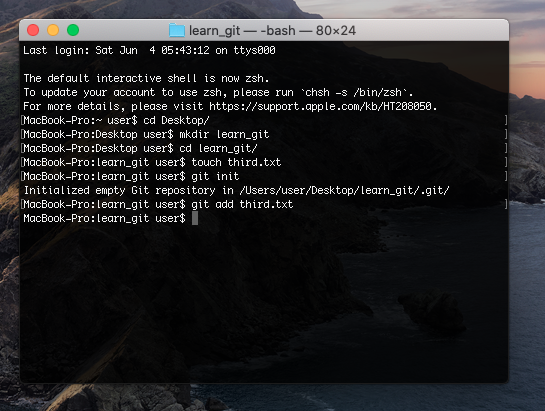 learn_git — -bash — 80×24
Last login: Sat Jun  4 05:43:12 on ttys000
The default interactive shell is now zsh.
To update your account to use zsh, please run `chsh -s /bin/zsh`.
For more details, please visit https://support.apple.com/kb/HT208050.
[MacBook-Pro:~ user$ cd Desktop/ ]
MacBook-Pro:Desktop user$ mkdir learn_git
MacBook-Pro:Desktop user$ cd learn_git/
[MacBook-Pro:learn_git user$ touch third.txt ]
MacBook-Pro:learn_git user$ git init
Initialized empty Git repository in /Users/user/Desktop/learn_git/.git/
[MacBook-Pro:learn_git user$ git add third.txt ]
MacBook-Pro:learn_git user$